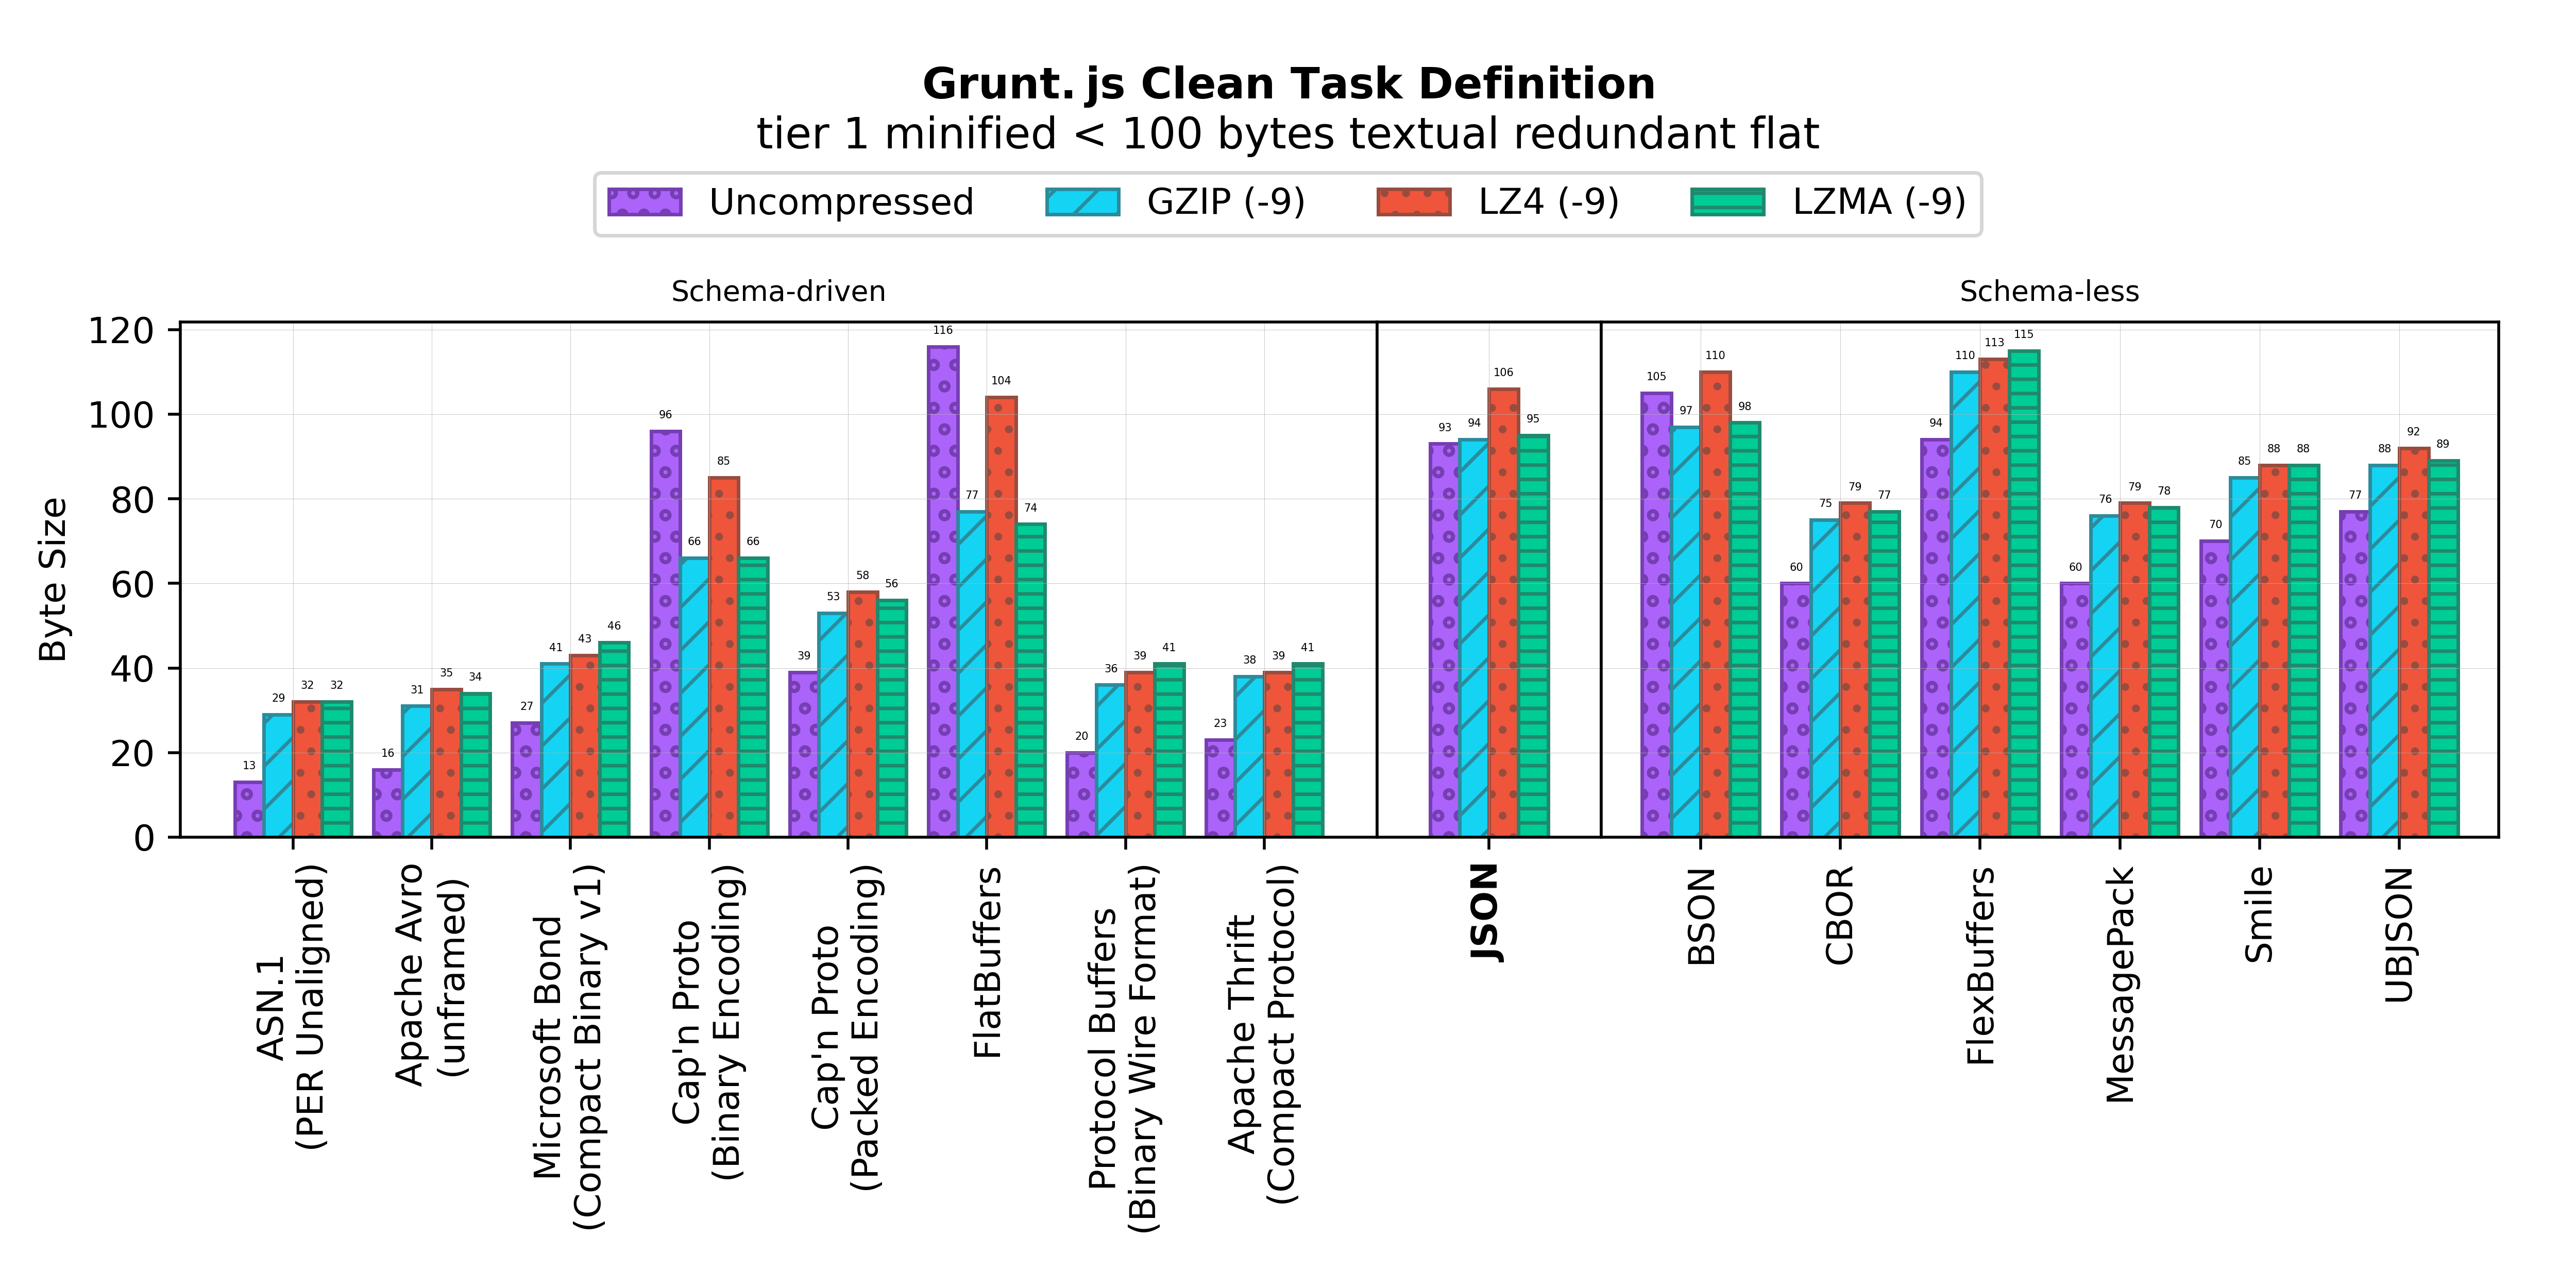 Grunt.js Clean Task Definition
tier 1 minified < 100 bytes textual redundant flat
Uncompressed GZIP (-9) LZ4 (-9) LZMA (-9)
Schema-driven
Schema-less
Byte Size
120
100
80
60
40
20
0
13 29 32 32
16 31 35 34
27 41 43 46
96 66 85 66
39 53 58 56
116 77 104 74
20 36 39 41
23 38 39 41
93 94 106 95
105 97 110 98
60 75 79 77
94 110 113 115
60 76 79 78
70 85 88 88
77 88 92 89
ASN.1
(PER Unaligned)
Apache Avro
(unframed)
Microsoft Bond
(Compact Binary v1)
Cap'n Proto
(Binary Encoding)
Cap'n Proto
(Packed Encoding)
FlatBuffers
Protocol Buffers
(Binary Wire Format)
Apache Thrift
(Compact Protocol)
JSON
BSON
CBOR
FlexBuffers
MessagePack
Smile
UBJSON